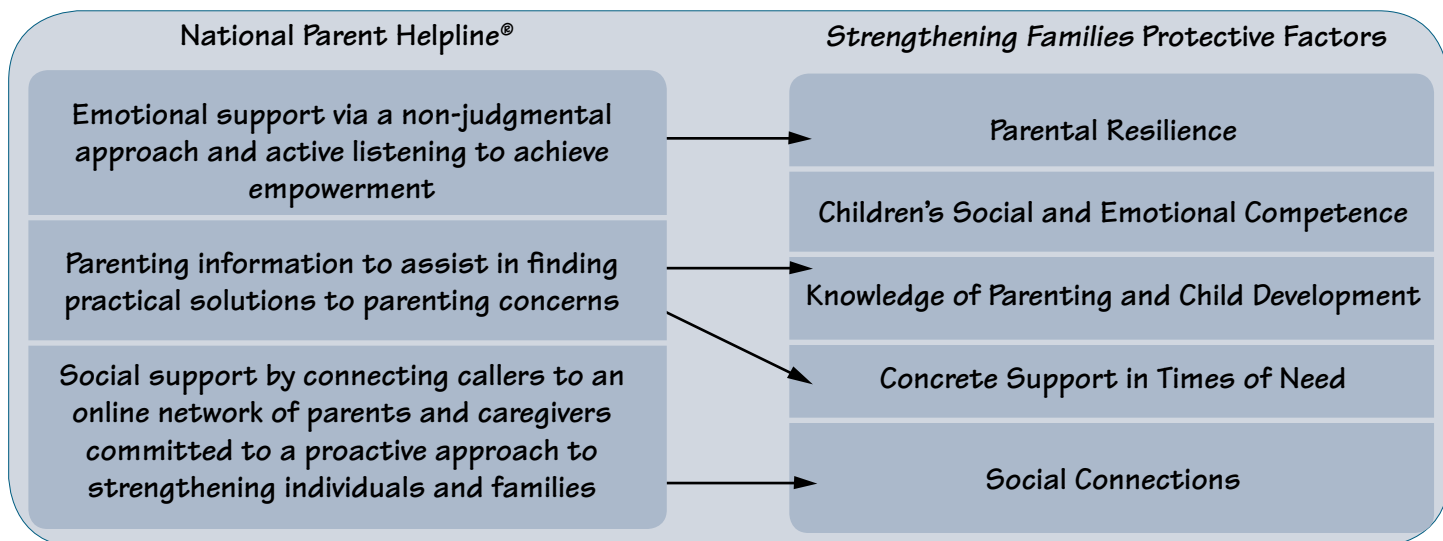 National Parent Helpline®
Emotional support via a non-judgmental
approach and active listening to achieve
empowerment
Parenting information to assist in finding
practical solutions to parenting concerns
Social support by connecting callers to an
online network of parents and caregivers
committed to a proactive approach to
strengthening individuals and families
Strengthening Families Protective Factors
Parental Resilience
Children's Social and Emotional Competence
Knowledge of Parenting and Child Development
Concrete Support in Times of Need
Social Connections